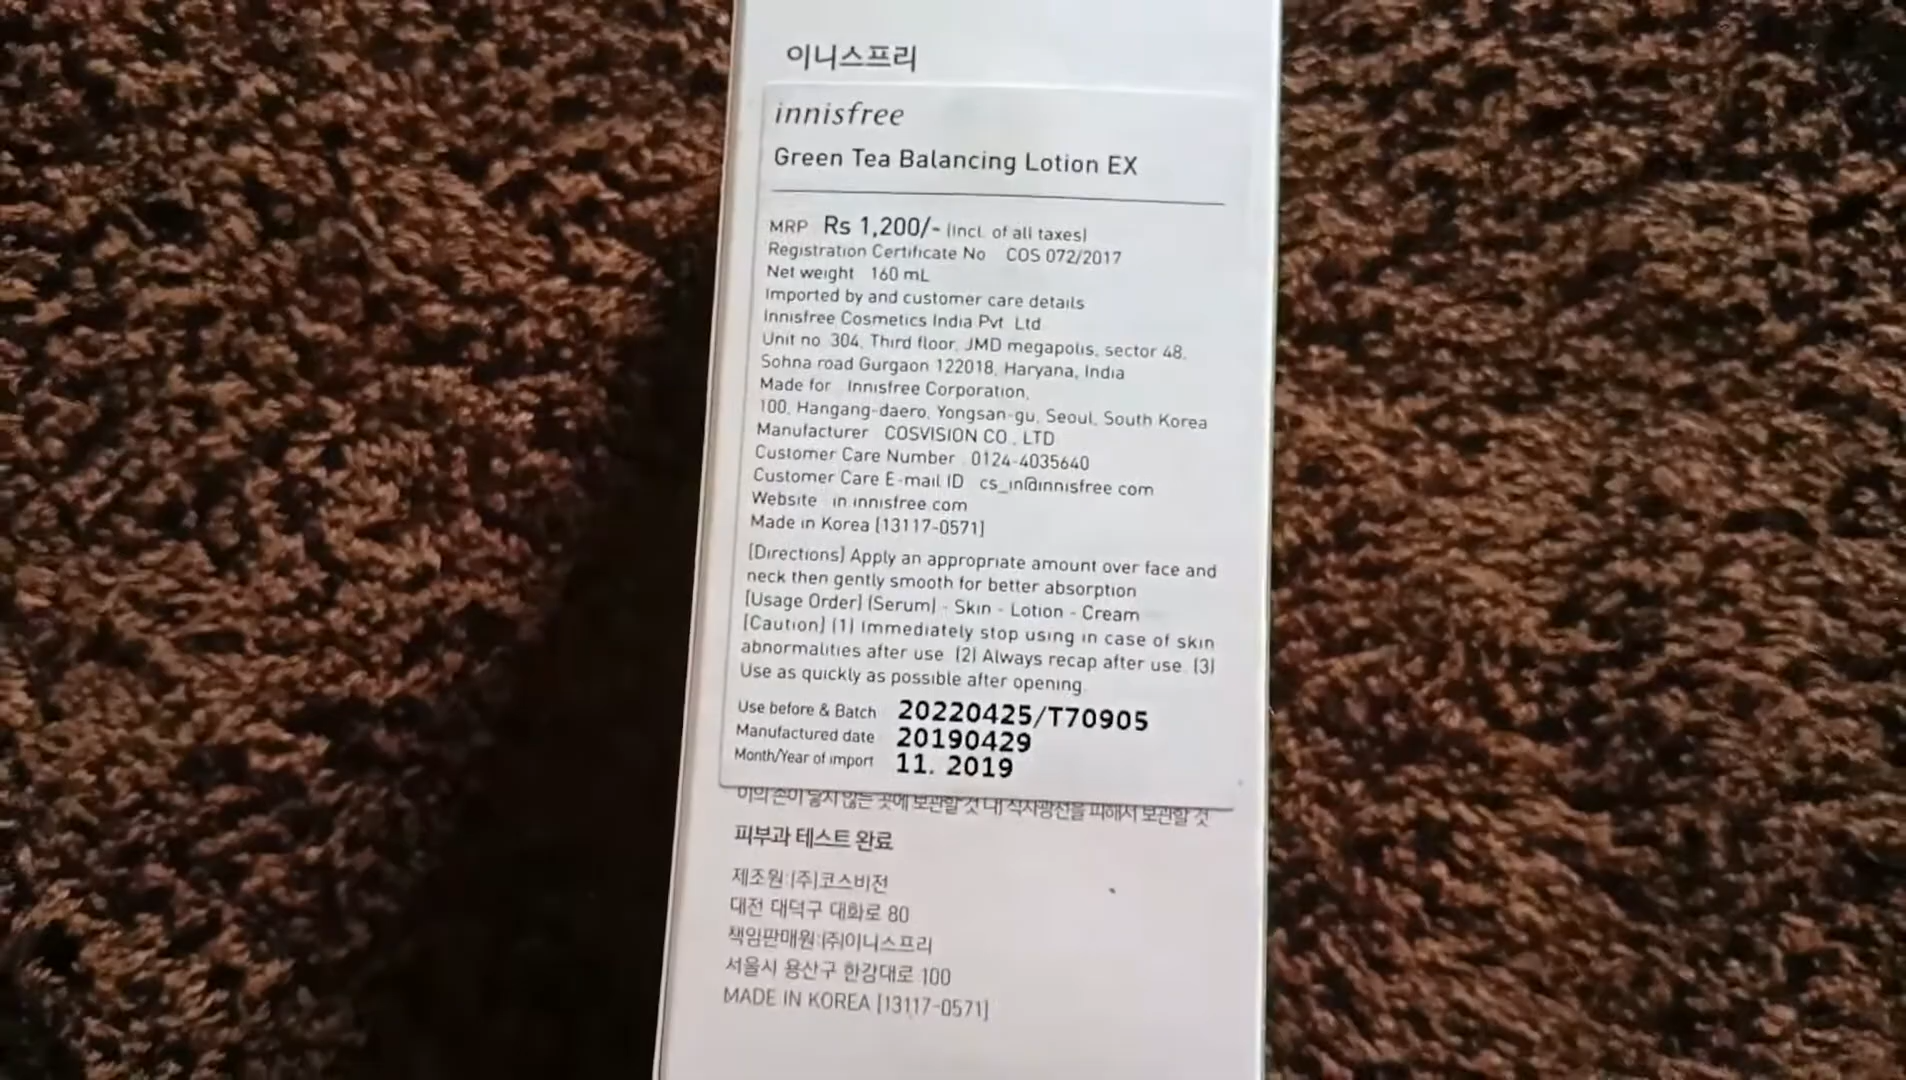 이니스프리
innisfree
Green Tea Balancing Lotion EX
MRP Rs 1,200/- (Incl. of all taxes)
Registration Certificate No COS 072/2017
Net weight 160 mL
Imported by and customer care details
Innisfree Cosmetics India Pvt Ltd
Unit no 304, Third floor, JMD megapolis, sector 48,
Sohna road Gurgaon 122018, Haryana, India
Made for Innisfree Corporation,
100, Hangang-daero, Yongsan-gu, Seoul, South Korea
Manufacturer COSVISION CO., LTD
Customer Care Number 0124-4035640
Customer Care E-mail ID cs_in@innisfree com
Website in innisfree com
Made in Korea [13117-0571]
[Directions] Apply an appropriate amount over face and
neck then gently smooth for better absorption
[Usage Order] (Serum) - Skin - Lotion - Cream
[Caution] (1) Immediately stop using in case of skin
abnormalities after use (2) Always recap after use. (3)
Use as quickly as possible after opening.
Use before & Batch 20220425/T70905
Manufactured date 20190429
Month/Year of import 11. 2019
이의 손이 닿지 않는 곳에 보관할 것 나) 직사광선을 피해서 보관할 것
피부과 테스트 완료
제조원:(주)코스비전
대전 대덕구 대화로 80
책임판매원:(주)이니스프리
서울시 용산구 한강대로 100
MADE IN KOREA [13117-0571]